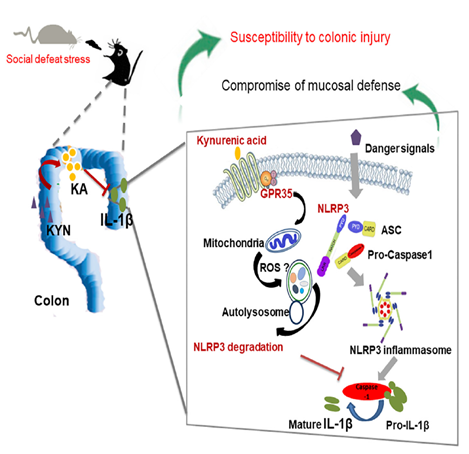 Susceptibility to colonic injury
Social defeat stress
Compromise of mucosal defense
Kynurenic acid
Danger signals
GPR35
NLRP3
KA
IL-1β
KYN
PYD
CARD
ASC
Mitochondria
Pro-Caspase1
CARD
ROS ?
Colon
Autolysosome
NLRP3 degradation
NLRP3 inflammasome
Caspase
-1
Mature IL-1β
Pro-IL-1β